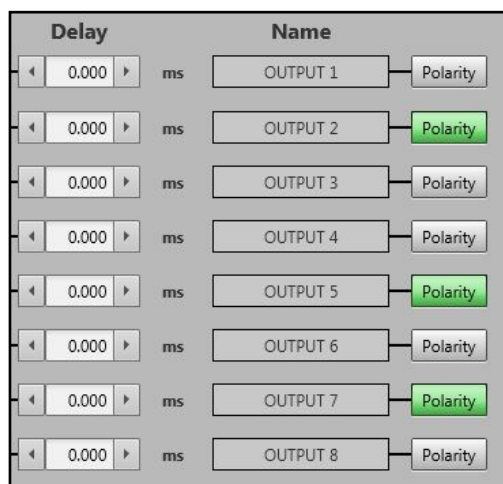 Delay Name
0.000 ms OUTPUT 1 Polarity
0.000 ms OUTPUT 2 Polarity
0.000 ms OUTPUT 3 Polarity
0.000 ms OUTPUT 4 Polarity
0.000 ms OUTPUT 5 Polarity
0.000 ms OUTPUT 6 Polarity
0.000 ms OUTPUT 7 Polarity
0.000 ms OUTPUT 8 Polarity